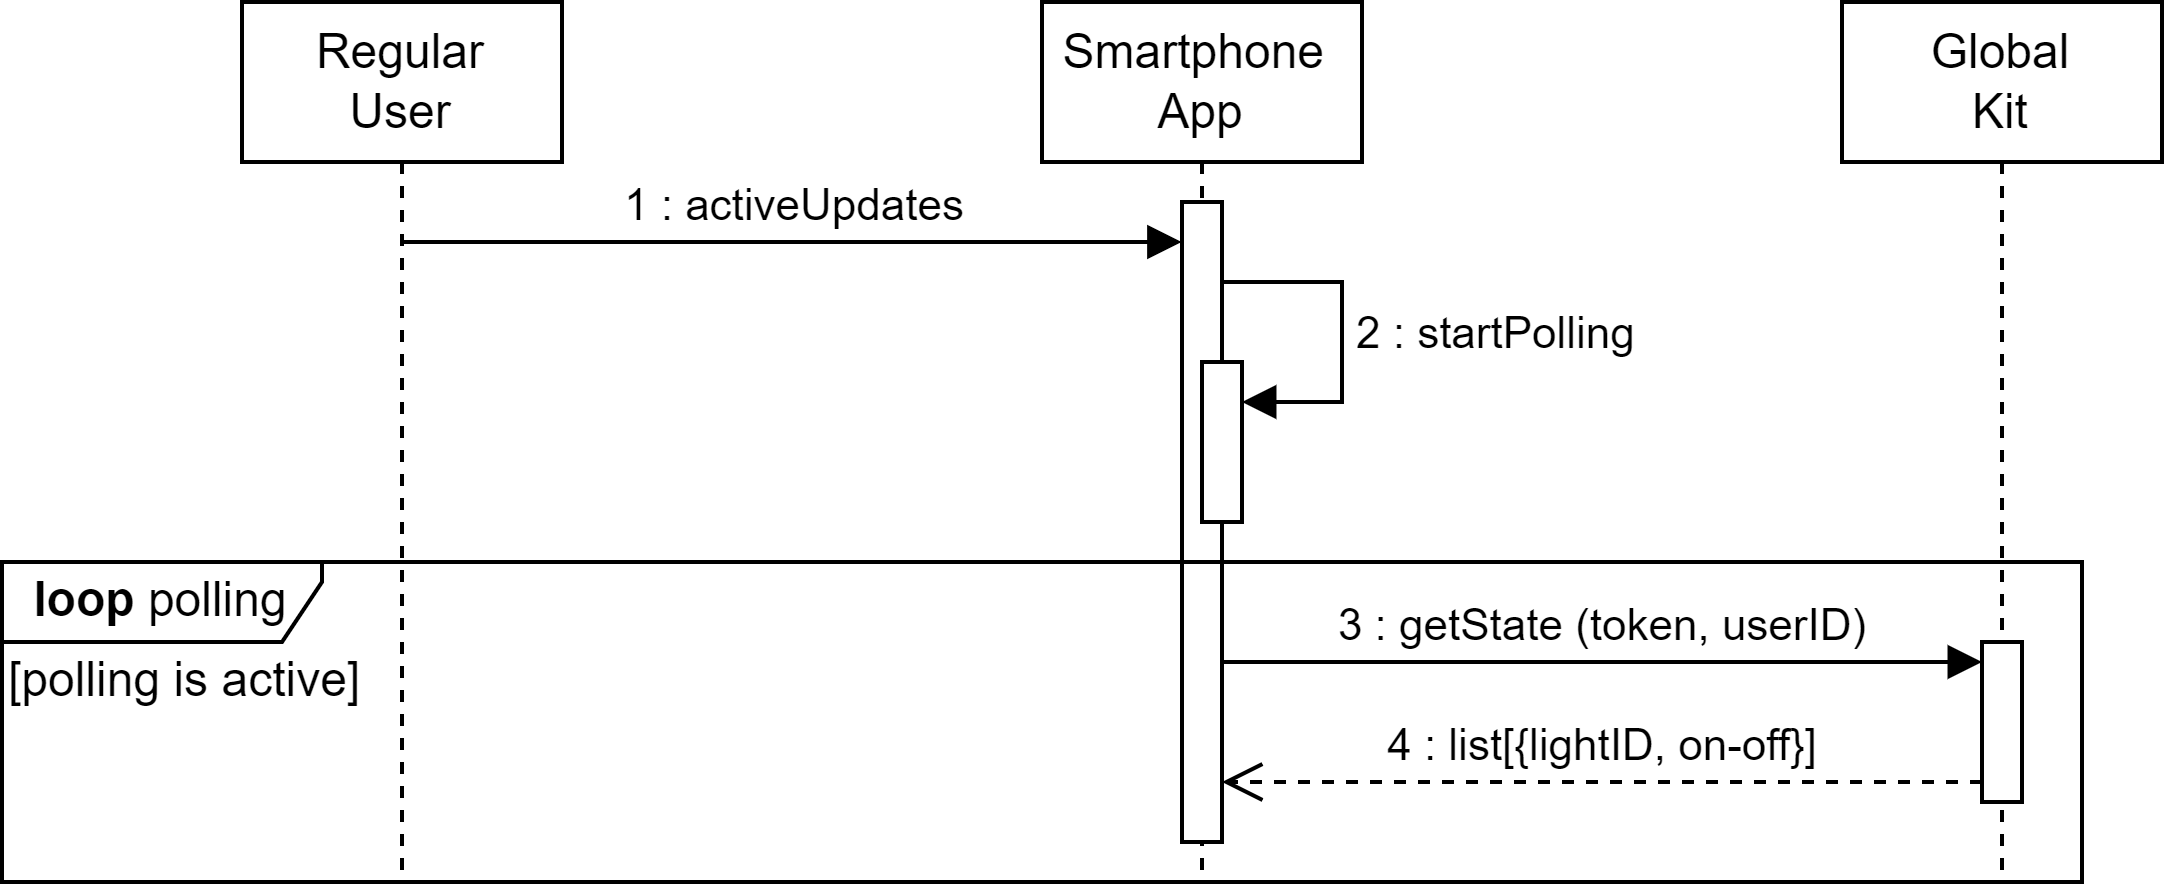 Regular
User
Smartphone
App
Global
Kit
1 : activeUpdates
2 : startPolling
loop polling
[polling is active]
3 : getState (token, userID)
4 : list[{lightID, on-off}]